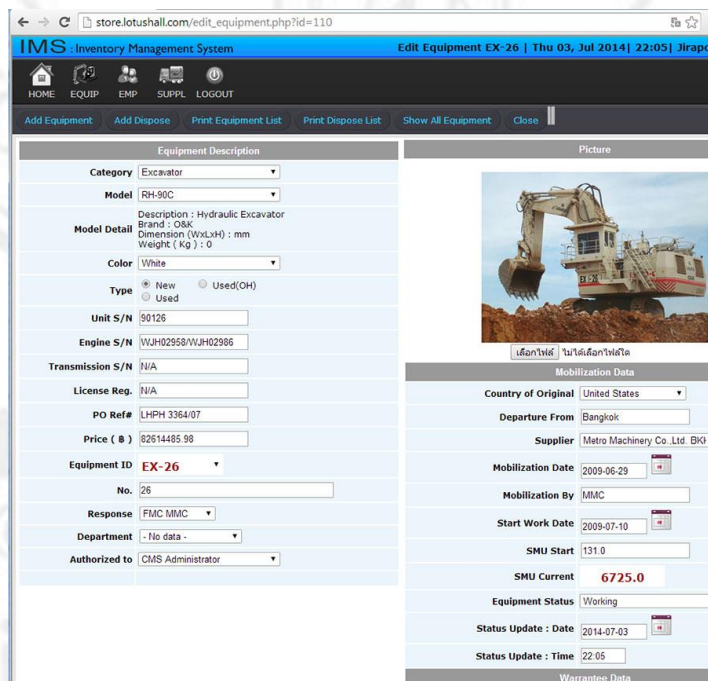 store.lotushall.com/edit_equipment.php?id=110
IMS : Inventory Management System
Edit Equipment EX-26 | Thu 03, Jul 2014| 22:05|
HOME EQUIP EMP SUPPL LOGOUT
Add Equipment Add Dispose Print Equipment List Print Dispose List Show All Equipment Close
Equipment Description
Category Excavator
Model RH-90C
Model Detail
Description : Hydraulic Excavator
Brand : O&K
Dimension (WxLxH) : mm
Weight ( Kg ) : 0
Color White
Type New Used(OH)
Used
Unit S/N 90126
Engine S/N WJH02958/WJH02986
Transmission S/N N/A
License Reg. N/A
PO Ref# LHPH 3364/07
Price ( ฿ ) 82614485.98
Equipment ID EX-26
No. 26
Response FMC MMC
Department - No data -
Authorized to CMS Administrator
Picture
EX-26
เลือกไฟล์ ไม่ได้เลือกไฟล์ใด
Mobilization Data
Country of Original United States
Departure From Bangkok
Supplier Metro Machinery Co.,Ltd.
Mobilization Date 2009-06-29
Mobilization By MMC
Start Work Date 2009-07-10
SMU Start 131.0
SMU Current 6725.0
Equipment Status Working
Status Update : Date 2014-07-03
Status Update : Time 22:05
Warrantee Data